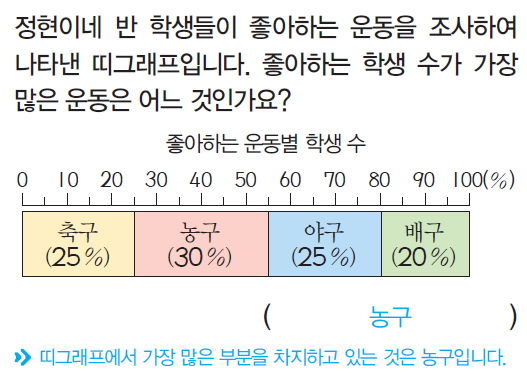 정현이네 반 학생들이 좋아하는 운동을 조사하여
나타낸 띠그래프입니다. 좋아하는 학생 수가 가장
많은 운동은 어느 것인가요?
좋아하는 운동별 학생 수
0 10 20 30 40 50 60 70 80 90 100(%)
축구 농구 야구 배구
(25%) (30%) (25%) (20%)
( 농구 )
띠그래프에서 가장 많은 부분을 차지하고 있는 것은 농구입니다.